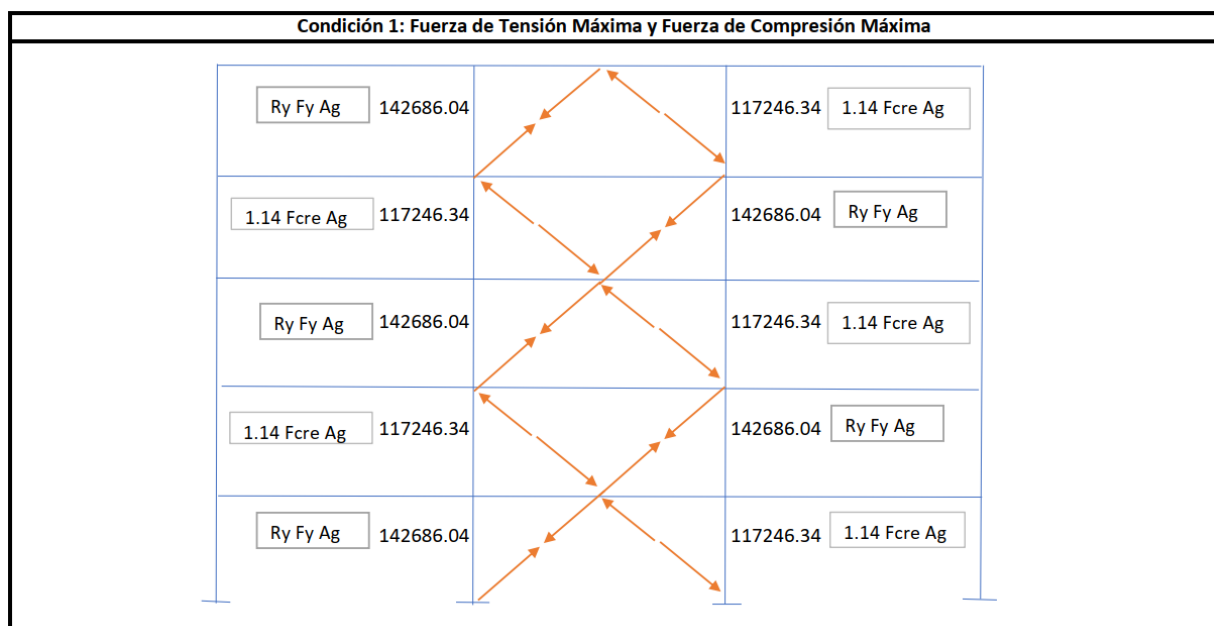 Condición 1: Fuerza de Tensión Máxima y Fuerza de Compresión Máxima
Ry Fy Ag 142686.04 117246.34 1.14 Fcre Ag
1.14 Fcre Ag 117246.34 142686.04 Ry Fy Ag
Ry Fy Ag 142686.04 117246.34 1.14 Fcre Ag
1.14 Fcre Ag 117246.34 142686.04 Ry Fy Ag
Ry Fy Ag 142686.04 117246.34 1.14 Fcre Ag